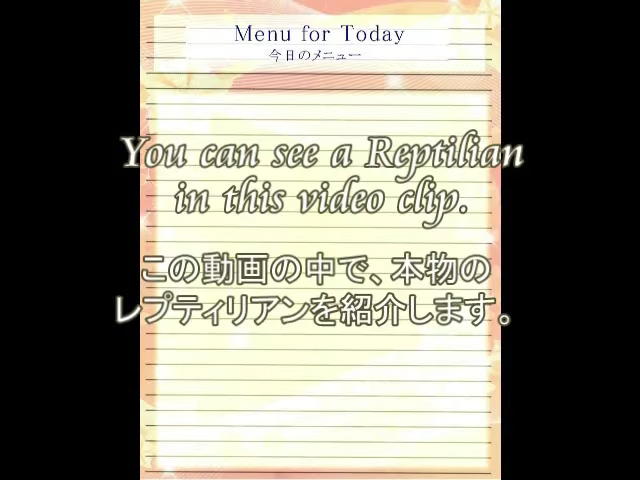 Menu for Today
今日のメニュー
You can see a Reptilian
in this video clip.
この動画の中で、本物の
レプティリアンを紹介します。